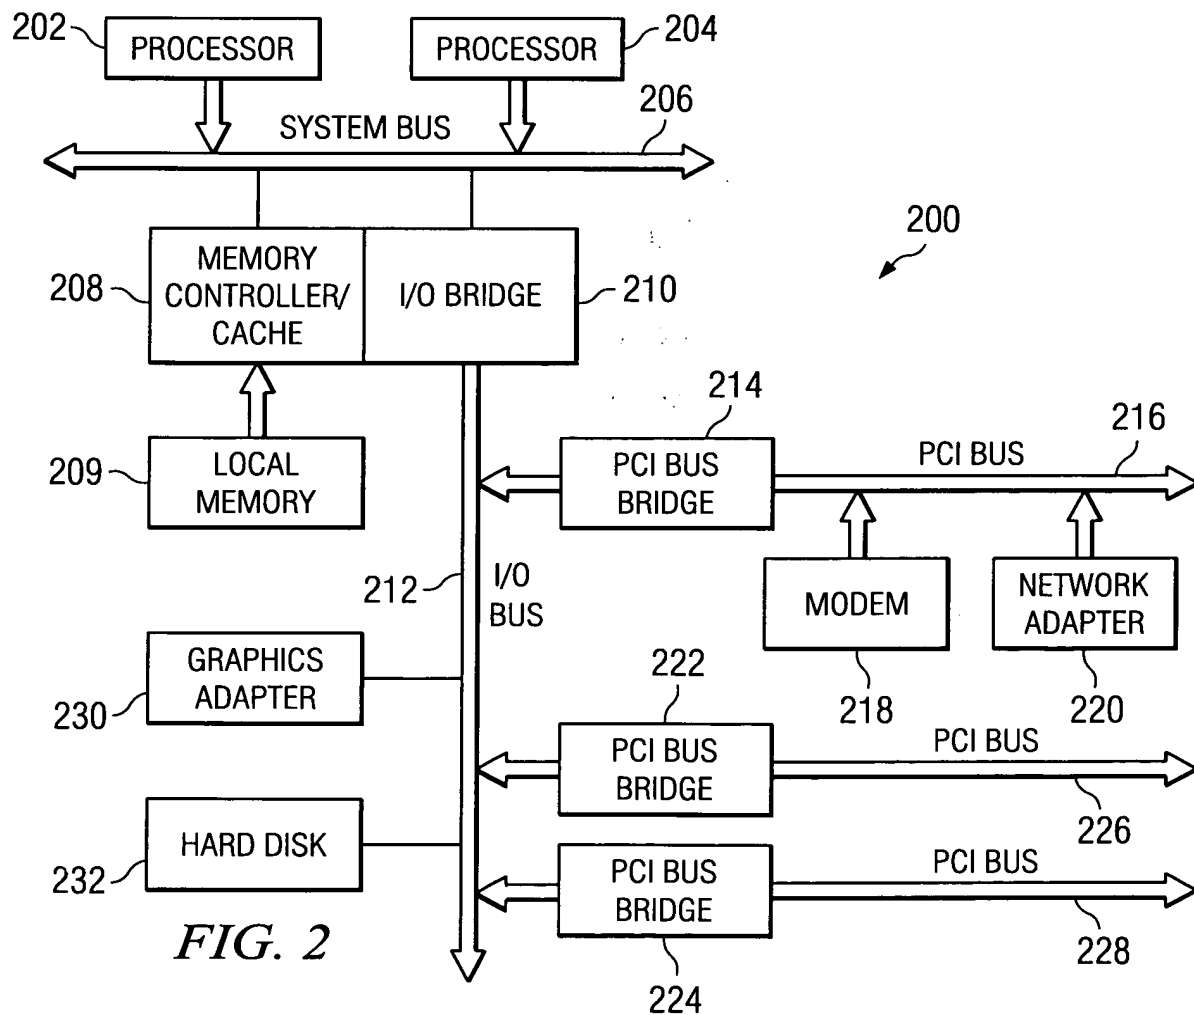 202
PROCESSOR
PROCESSOR
204
SYSTEM BUS
206
200
208
MEMORY
CONTROLLER/
CACHE
I/O BRIDGE
210
214
216
209
LOCAL
MEMORY
PCI BUS
BRIDGE
PCI BUS
212
I/O
BUS
MODEM
NETWORK
ADAPTER
218
220
GRAPHICS
ADAPTER
230
222
PCI BUS
BRIDGE
PCI BUS
226
HARD DISK
232
PCI BUS
BRIDGE
PCI BUS
228
224
FIG. 2